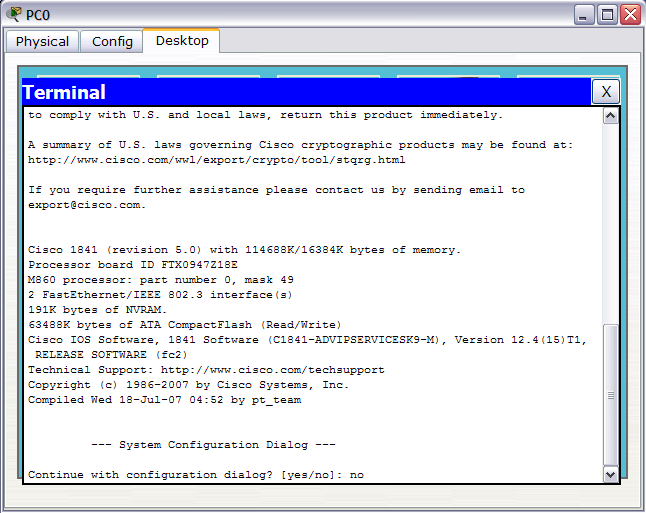 PC0
Physical Config Desktop
Terminal X
to comply with U.S. and local laws, return this product immediately.
A summary of U.S. laws governing Cisco cryptographic products may be found at:
http://www.cisco.com/wwl/export/crypto/tool/stqrg.html
If you require further assistance please contact us by sending email to
export@cisco.com.
Cisco 1841 (revision 5.0) with 114688K/16384K bytes of memory.
Processor board ID FTX0947Z18E
M860 processor: part number 0, mask 49
2 FastEthernet/IEEE 802.3 interface(s)
191K bytes of NVRAM.
63488K bytes of ATA CompactFlash (Read/Write)
Cisco IOS Software, 1841 Software (C1841-ADVIPSERVICESK9-M), Version 12.4(15)T1,
RELEASE SOFTWARE (fc2)
Technical Support: http://www.cisco.com/techsupport
Copyright (c) 1986-2007 by Cisco Systems, Inc.
Compiled Wed 18-Jul-07 04:52 by pt_team
--- System Configuration Dialog ---
Continue with configuration dialog? [yes/no]: no